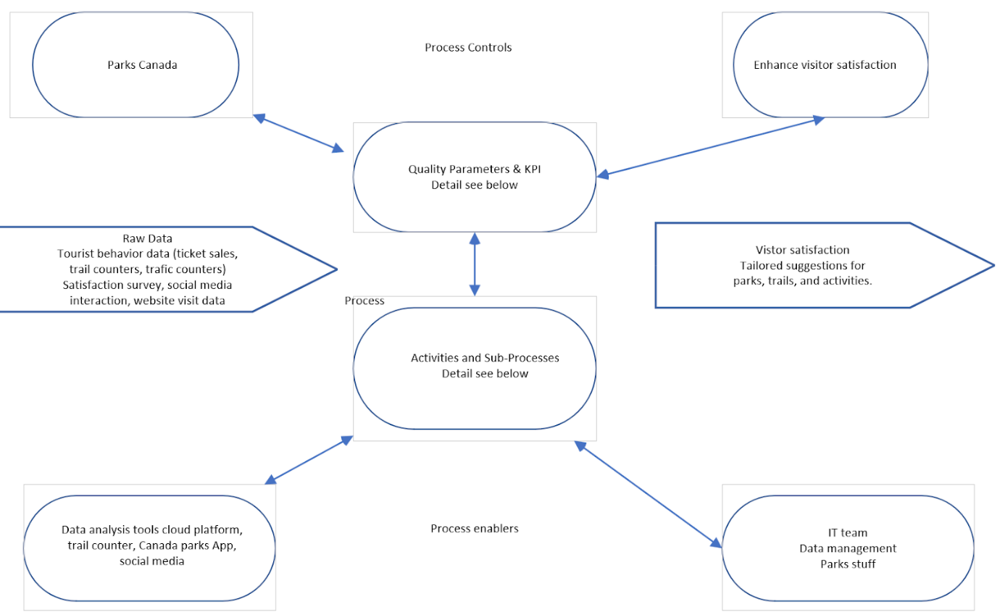 Parks Canada
Process Controls
Enhance visitor satisfaction
Quality Parameters & KPI
Detail see below
Raw Data
Tourist behavior data (ticket sales,
trail counters, trafic counters)
Satisfaction survey, social media
interaction, website visit data
Vistor satisfaction
Tailored suggestions for
parks, trails, and activities.
Process
Activities and Sub-Processes
Detail see below
Data analysis tools cloud platform,
trail counter, Canada parks App,
social media
Process enablers
IT team
Data management
Parks stuff